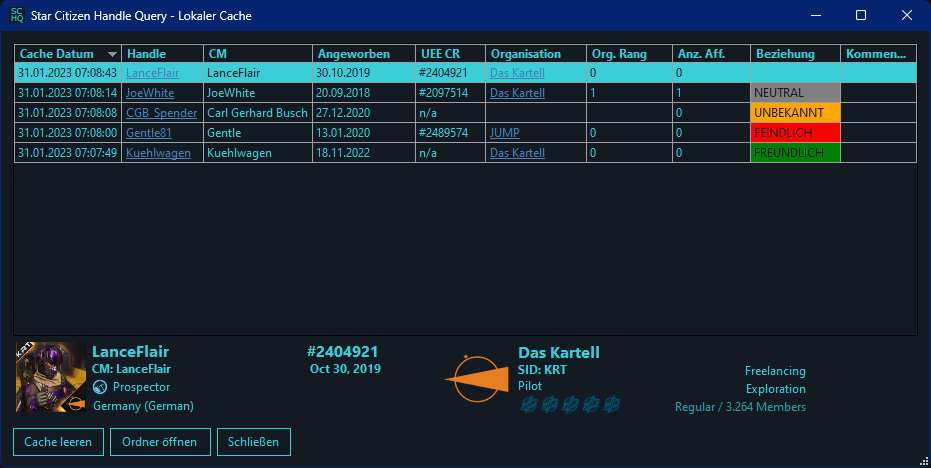 SC HQ Star Citizen Handle Query - Lokaler Cache
Cache Datum Handle CM Angeworben UEE CR Organisation Org. Rang Anz. Aff. Beziehung Kommen...
31.01.2023 07:08:43 LanceFlair LanceFlair 30.10.2019 #2404921 Das Kartell 0 0
31.01.2023 07:08:14 JoeWhite JoeWhite 20.09.2018 #2097514 Das Kartell 1 1 NEUTRAL
31.01.2023 07:08:08 CGB_Spender Carl Gerhard Busch 27.12.2020 n/a 0 UNBEKANNT
31.01.2023 07:08:00 Gentle81 Gentle 13.01.2020 #2489574 JUMP 0 0 FEINDLICH
31.01.2023 07:07:49 Kuehlwagen Kuehlwagen 18.11.2022 n/a Das Kartell 0 0 FREUNDLICH
KRT
LanceFlair #2404921
CM: LanceFlair Oct 30, 2019
Prospector
Germany (German)
Das Kartell
SID: KRT
Pilot
Freelancing
Exploration
Regular / 3.264 Members
Cache leeren Ordner öffnen Schließen